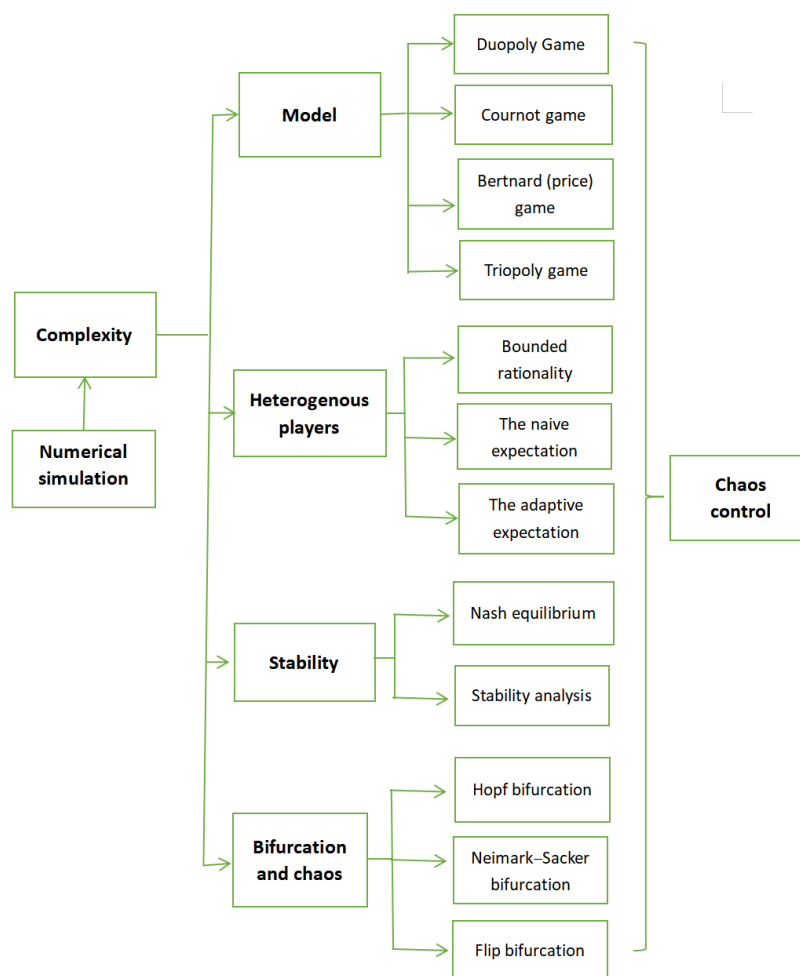 Duopoly Game
Model
Cournot game
Bertnard (price)
game
Triopoly game
Complexity
Numerical
simulation
Heterogenous
players
Bounded
rationality
The naive
expectation
The adaptive
expectation
Chaos
control
Stability
Nash equilibrium
Stability analysis
Bifurcation
and chaos
Hopf bifurcation
Neimark–Sacker
bifurcation
Flip bifurcation